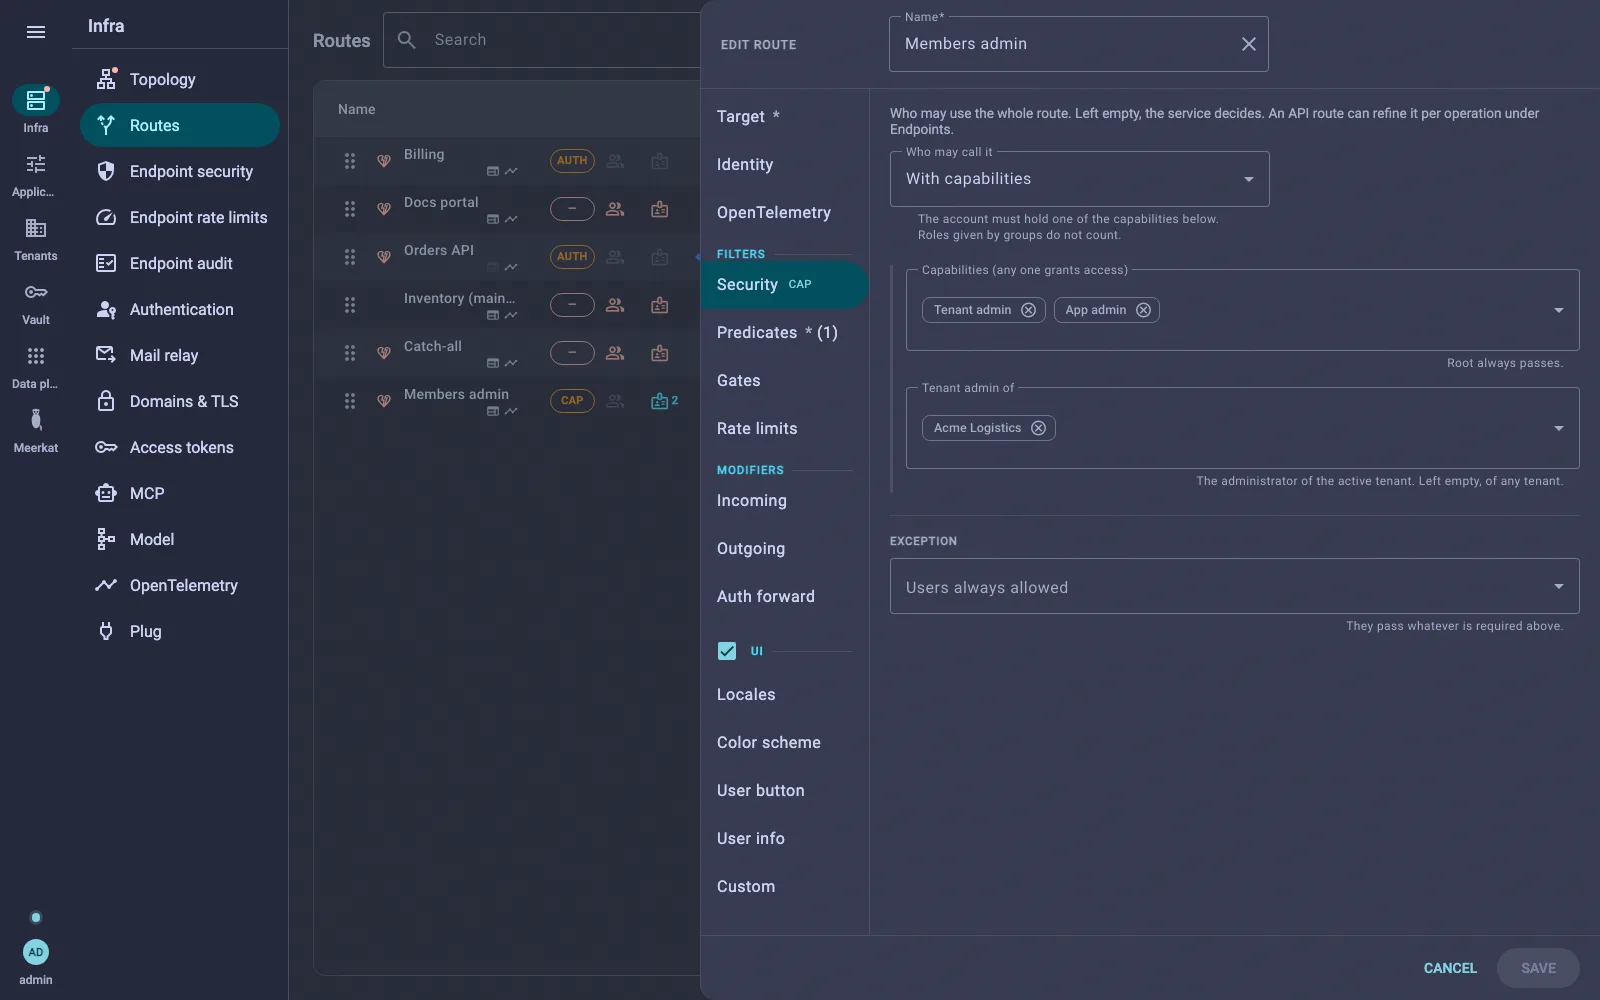 Infra
Applic...
Tenants
Vault
Data pl...
Meerkat
AD
admin
Infra
Topology
Routes
Endpoint security
Endpoint rate limits
Endpoint audit
Authentication
Mail relay
Domains & TLS
Access tokens
MCP
Model
OpenTelemetry
Plug
Routes
Search
Name
Billing
AUTH
Docs portal
–
Orders API
AUTH
Inventory (main...
–
Catch-all
–
Members admin
CAP
2
EDIT ROUTE
Name*
Members admin
Target *
Identity
OpenTelemetry
FILTERS
Security CAP
Predicates * (1)
Gates
Rate limits
MODIFIERS
Incoming
Outgoing
Auth forward
UI
Locales
Color scheme
User button
User info
Custom
Who may use the whole route. Left empty, the service decides. An API route can refine it per operation under
Endpoints.
Who may call it
With capabilities
The account must hold one of the capabilities below.
Roles given by groups do not count.
Capabilities (any one grants access)
Tenant admin
App admin
Root always passes.
Tenant admin of
Acme Logistics
The administrator of the active tenant. Left empty, of any tenant.
EXCEPTION
Users always allowed
They pass whatever is required above.
CANCEL
SAVE